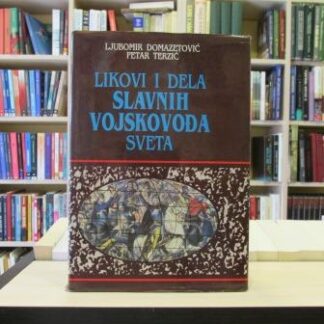 LJUBOMIR DOMAZETOVIĆ
PETAR TERZIĆ
LIKOVI I DELA
SLAVNIH
VOJSKOVOĐA
SVETA